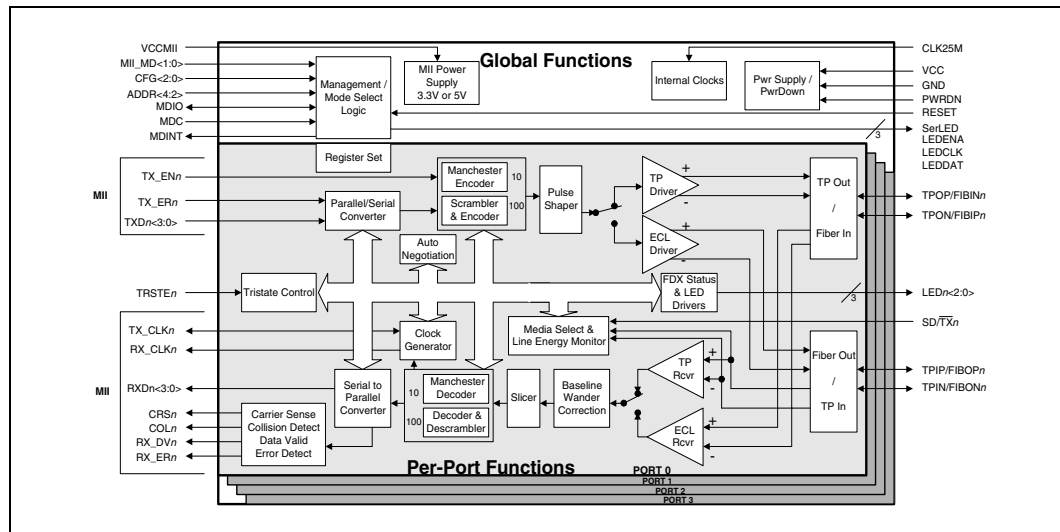 VCCMII
MII_MD<1:0>
CFG<2:0>
ADDR<4:2>
MDIO
MDC
MDINT
Management /
Mode Select
Logic
Register Set
MII Power
Supply
3.3V or 5V
Global Functions
Internal Clocks
Pwr Supply /
PwrDown
CLK25M
VCC
GND
PWRDN
RESET
SerLED
LEDENA
LEDCLK
LEDDAT
3
MII
TX_ENn
TX_ERn
TXDn<3:0>
Parallel/Serial
Converter
Manchester
Encoder
10
Scrambler
& Encoder
100
Pulse
Shaper
TP
Driver
+
-
ECL
Driver
+
-
TP Out
/
Fiber In
TPOP/FIBINn
TPON/FIBIPn
Auto
Negotiation
TRSTEn
Tristate Control
FDX Status
& LED
Drivers
3
LEDn<2:0>
MII
TX_CLKn
RX_CLKn
Clock
Generator
Media Select &
Line Energy Monitor
SD/TXn
RXDn<3:0>
Serial to
Parallel
Converter
10
Manchester
Decoder
100
Decoder &
Descrambler
Slicer
Baseline
Wander
Correction
TP
Rcvr
+
-
ECL
Rcvr
+
-
Fiber Out
/
TP In
TPIP/FIBOPn
TPIN/FIBONn
CRSn
COLn
RX_DVn
RX_ERn
Carrier Sense
Collision Detect
Data Valid
Error Detect
Per-Port Functions
PORT 0
PORT 1
PORT 2
PORT 3